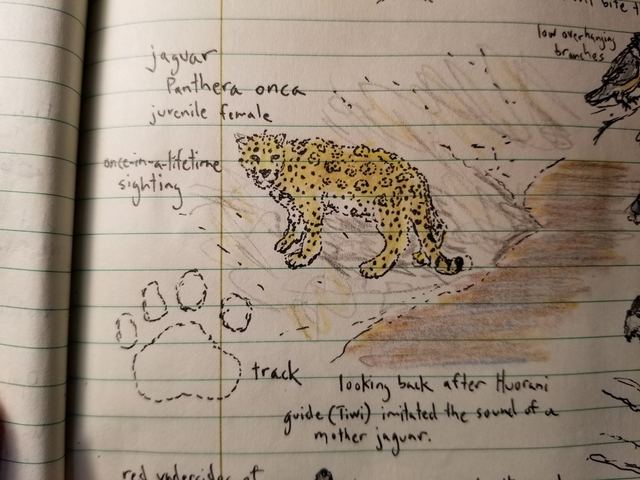 bite
low overhanging
branches
jaguar
Panthera onca
juvenile female
once-in-a-lifetime
sighting
track
looking back after Huorani
guide (Tiwi) imitated the sound of a
mother jaguar.
red undersides of